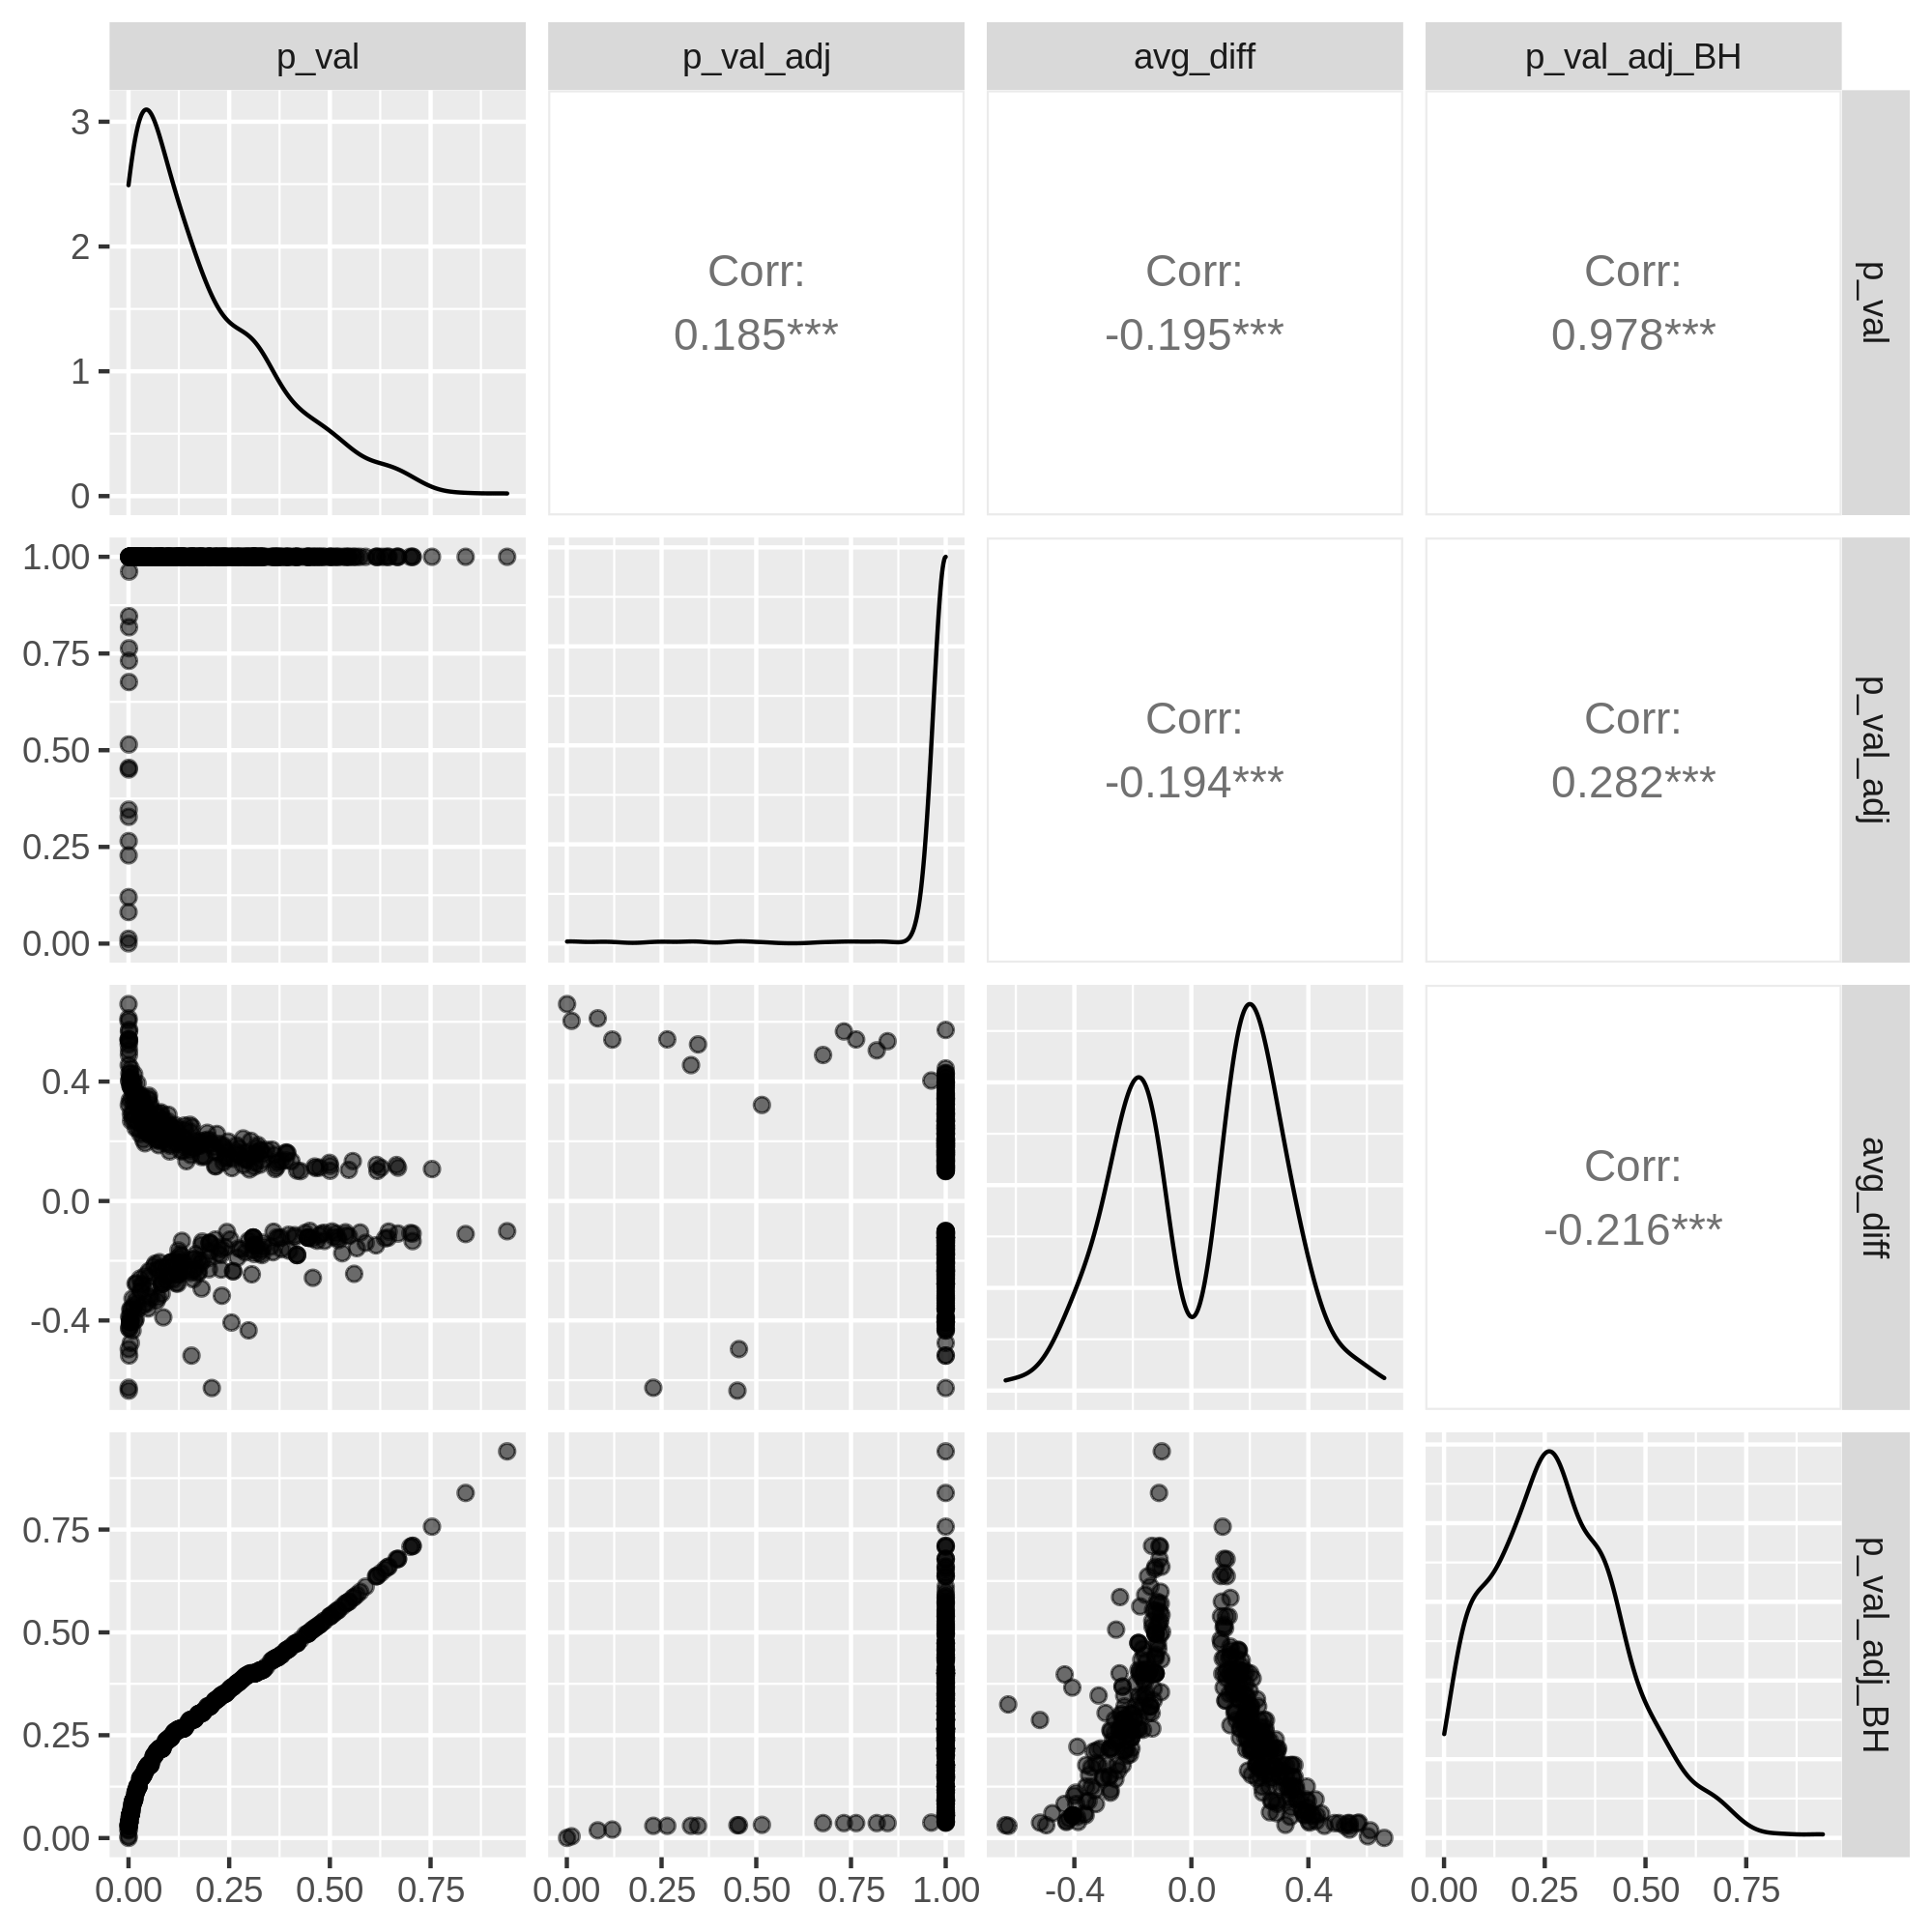 p_val
p_val_adj
avg_diff
p_val_adj_BH
3
2
1
0
Corr:
0.185***
Corr:
-0.195***
Corr:
0.978***
p_val
1.00
0.75
0.50
0.25
0.00
Corr:
-0.194***
Corr:
0.282***
p_val_adj
0.4
0.0
-0.4
Corr:
-0.216***
avg_diff
0.75
0.50
0.25
0.00
p_val_adj_BH
0.00 0.25 0.50 0.75
0.00 0.25 0.50 0.75 1.00
-0.4 0.0 0.4
0.00 0.25 0.50 0.75